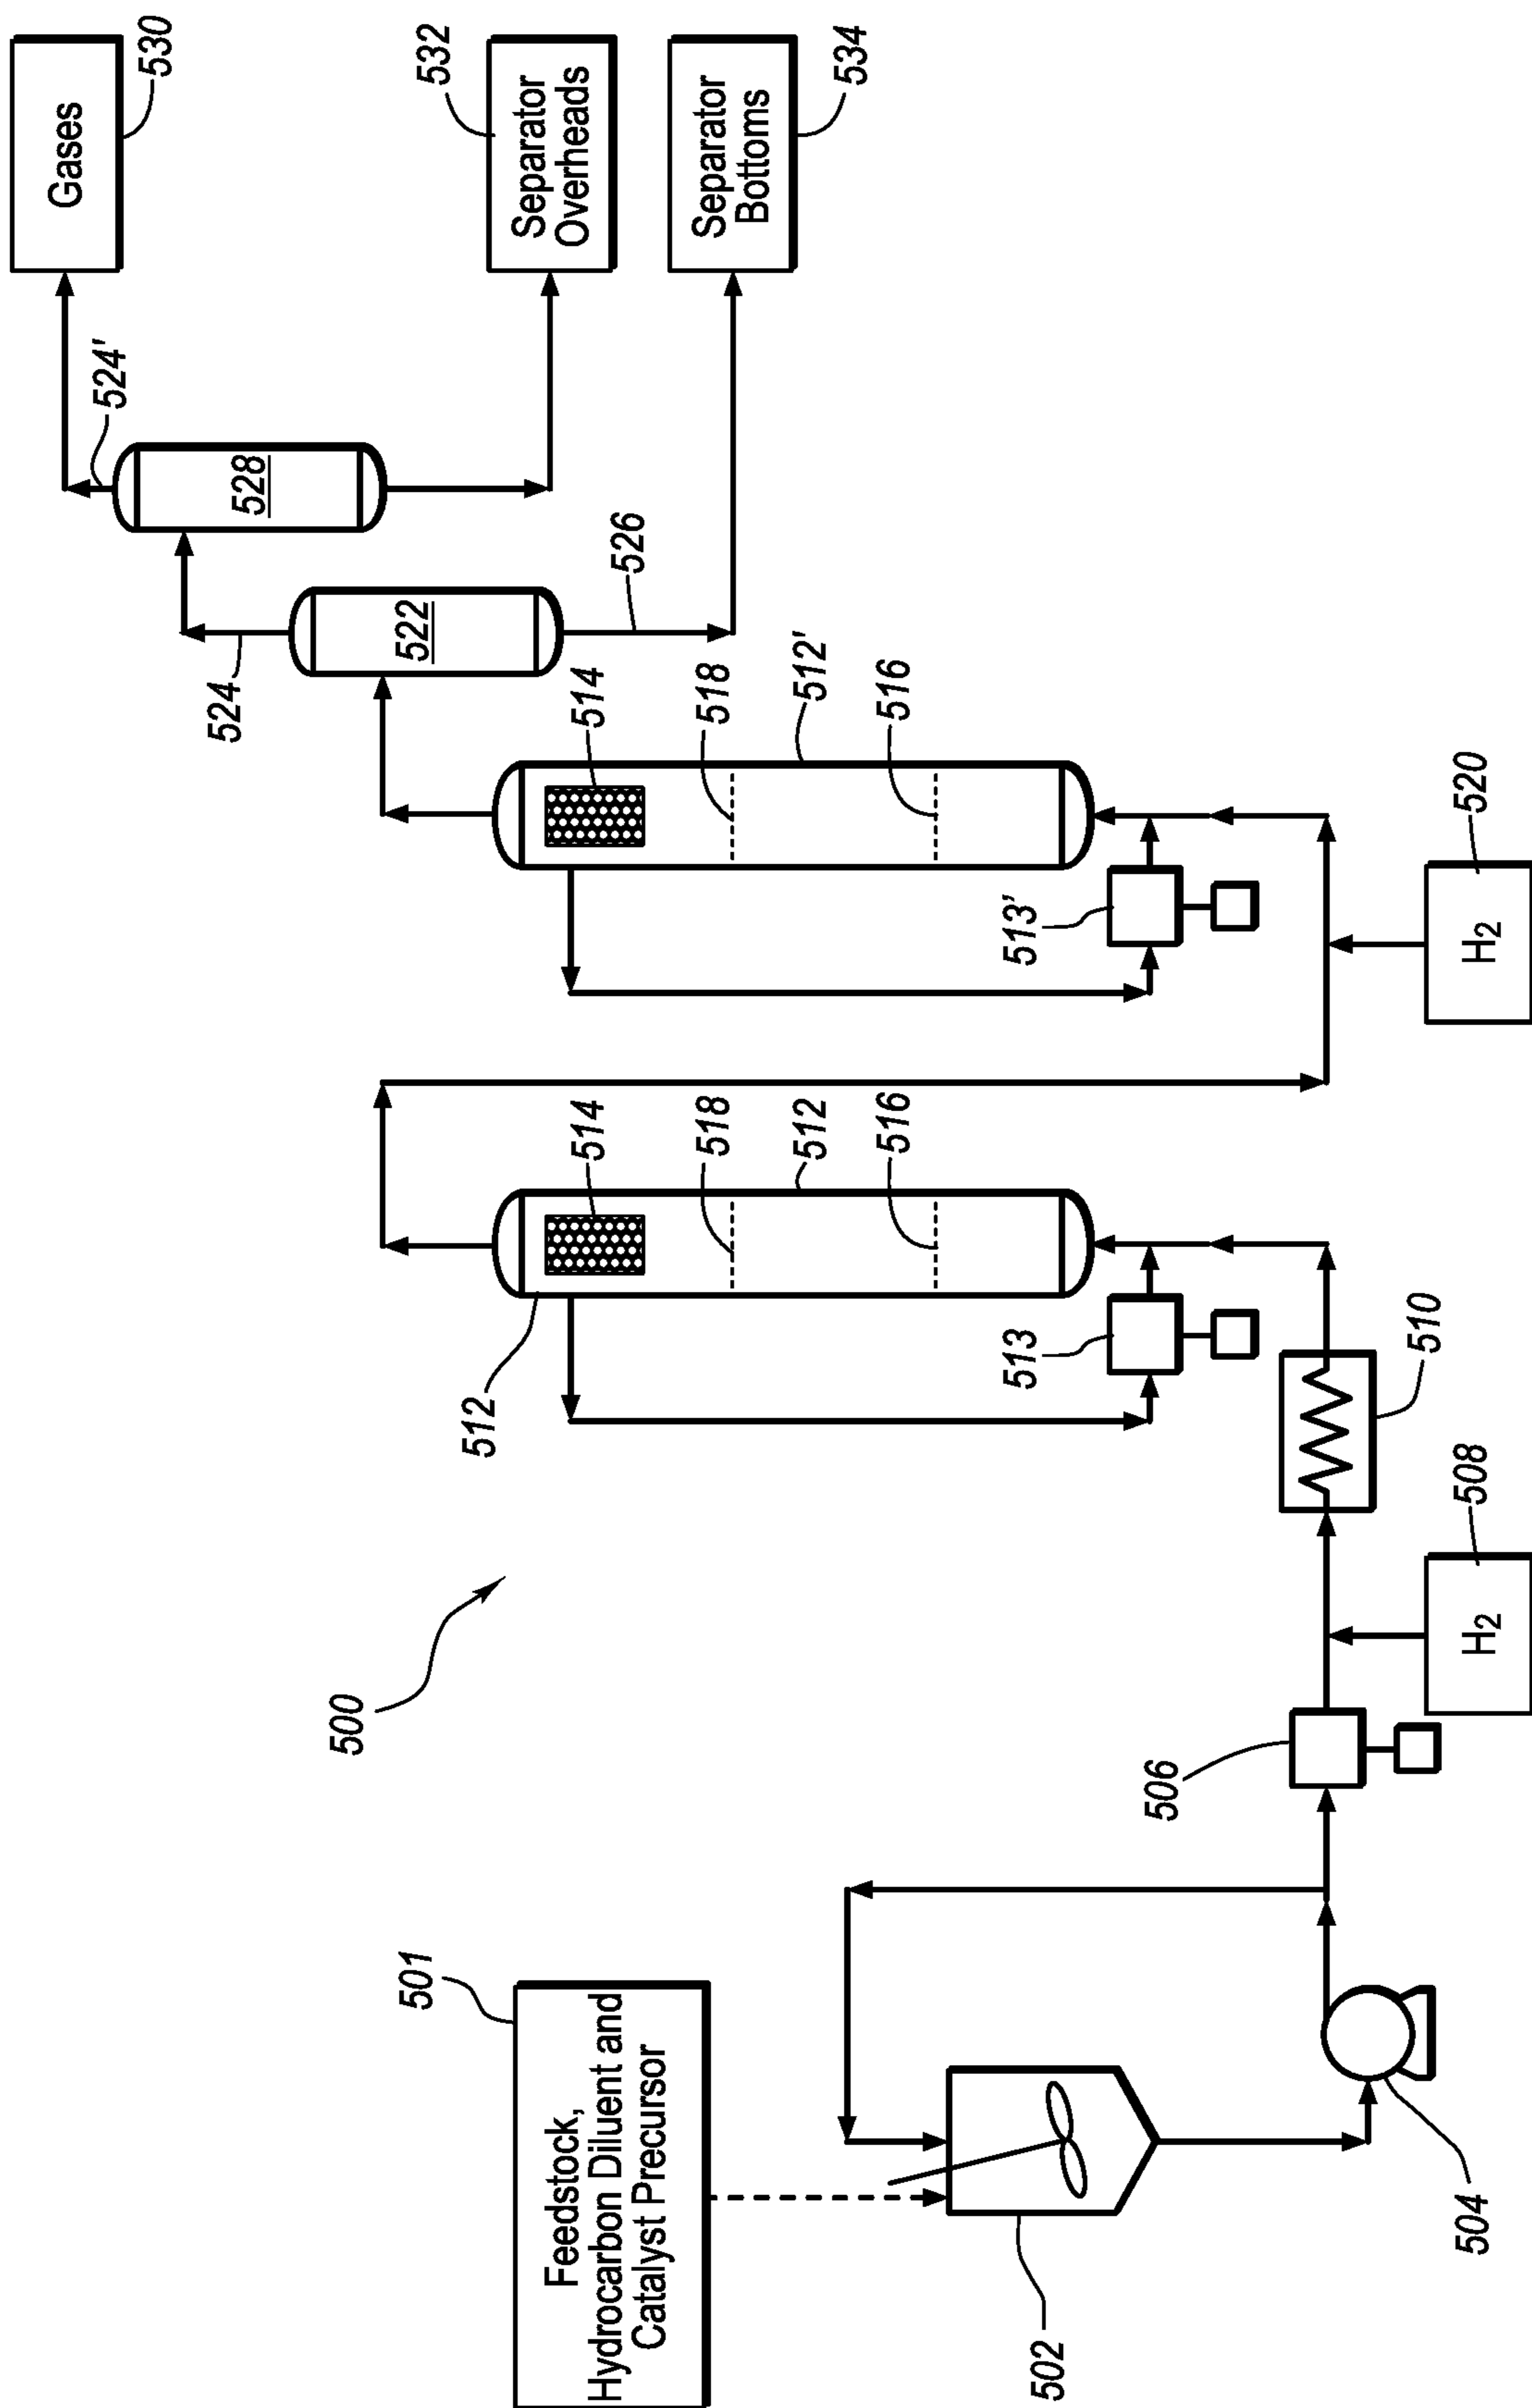 Gases
530
524'
532
Separator
Overheads
Separator
Bottoms
534
528
522
524
526
514
518
512'
516
513'
H2
520
514
518
512
516
512
513
510
500
H2
508
506
501
Feedstock,
Hydrocarbon Diluent and
Catalyst Precursor
502
504